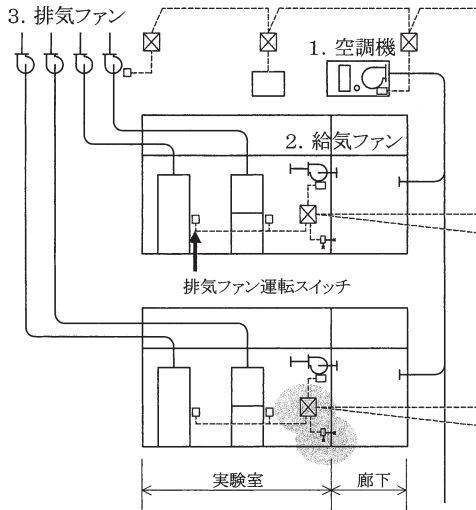 3. 排気ファン
1. 空調機
2. 給気ファン
排気ファン運転スイッチ
実験室
廊下